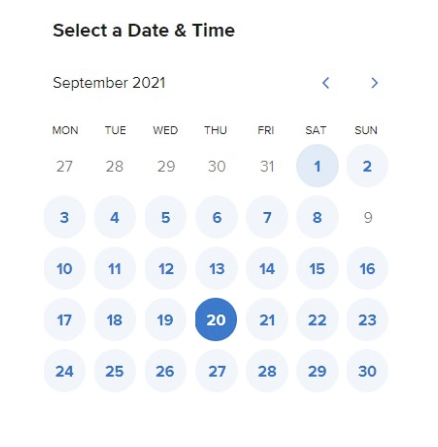 Select a Date & Time
September 2021
MON TUE WED THU FRI SAT SUN
27 28 29 30 31 1 2
3 4 5 6 7 8 9
10 11 12 13 14 15 16
17 18 19 20 21 22 23
24 25 26 27 28 29 30